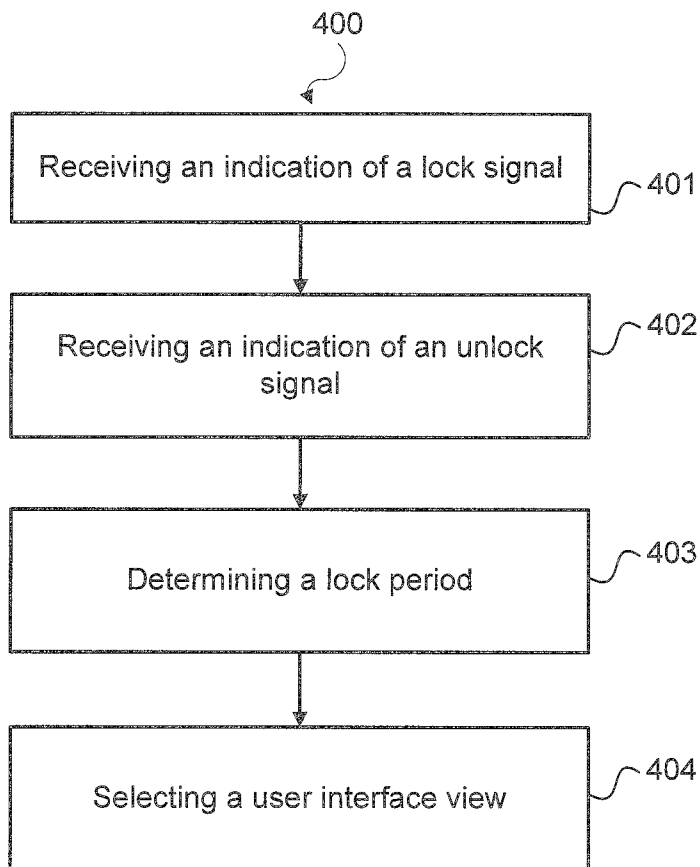 400
Receiving an indication of a lock signal
401
Receiving an indication of an unlock
signal
402
Determining a lock period
403
Selecting a user interface view
404